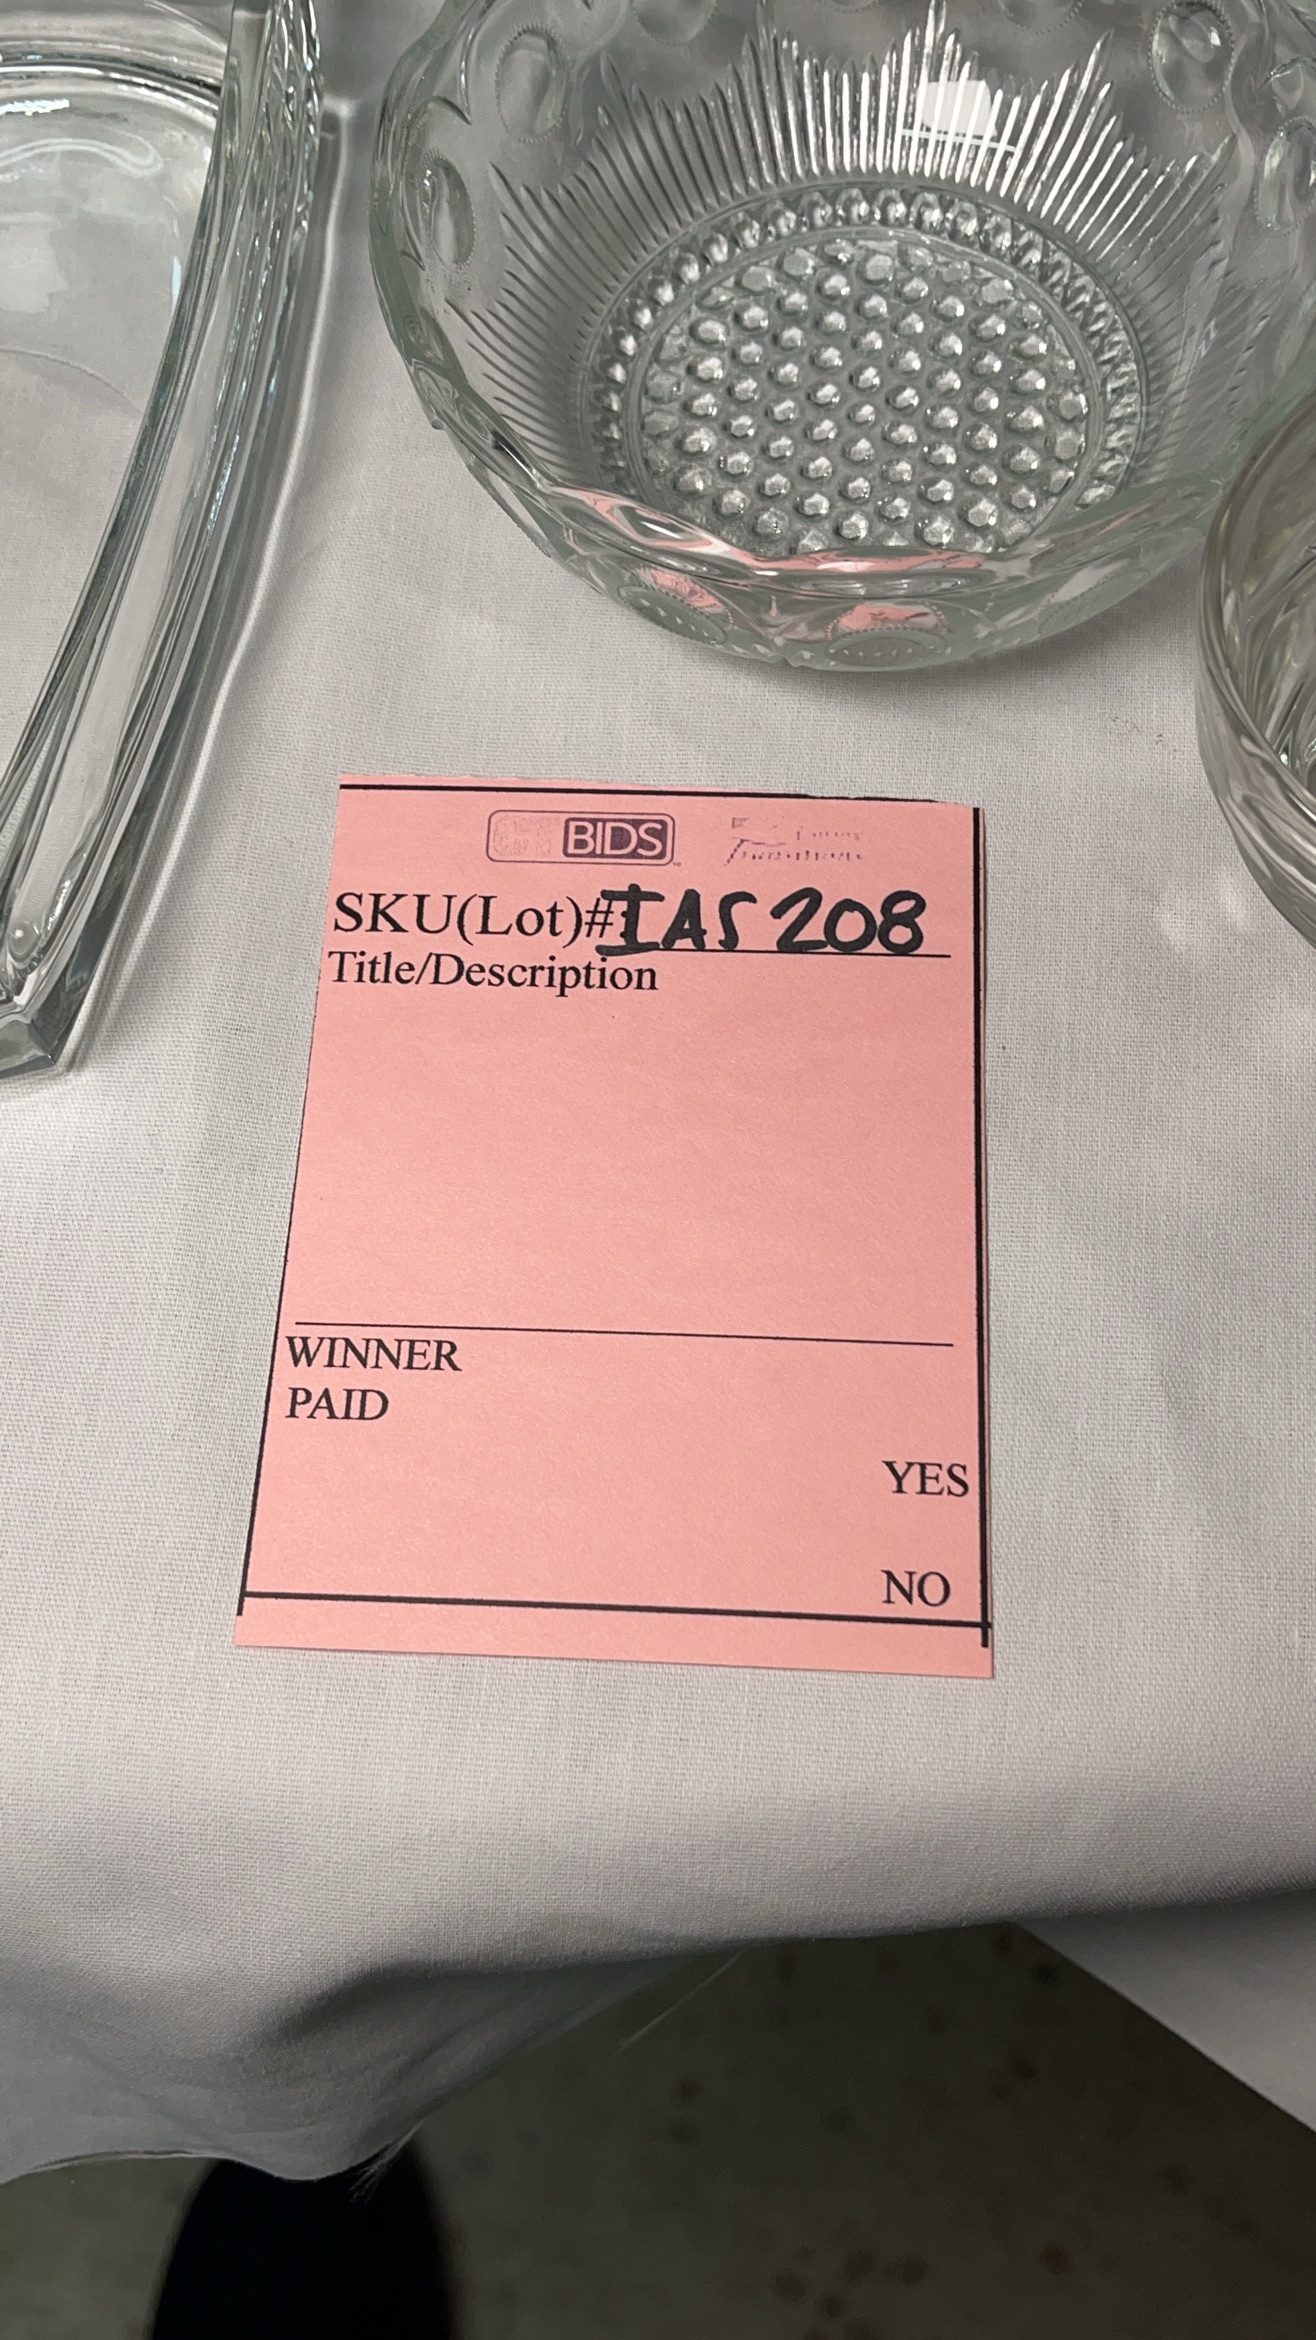 BIDS
SKU(Lot)# IAS 208
Title/Description
WINNER
PAID
YES
NO